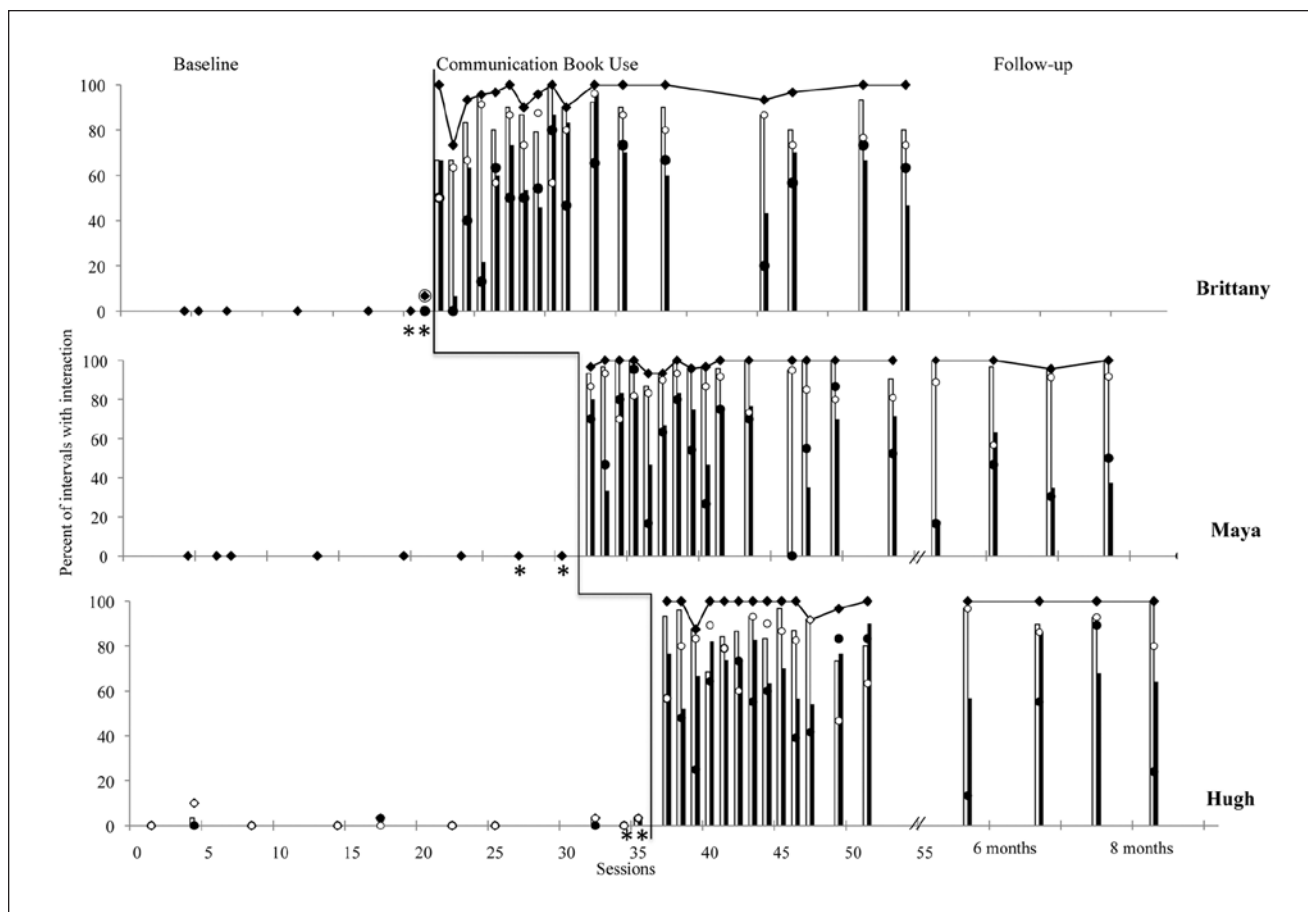 Baseline
Communication Book Use
Follow-up
Percent of intervals with interaction
100
80
60
40
20
0
* *
Brittany
100
80
60
40
20
0
* *
//
Maya
100
80
60
40
20
0
* *
//
Hugh
0 5 10 15 20 25 30 35 40 45 50 55 6 months 8 months
Sessions